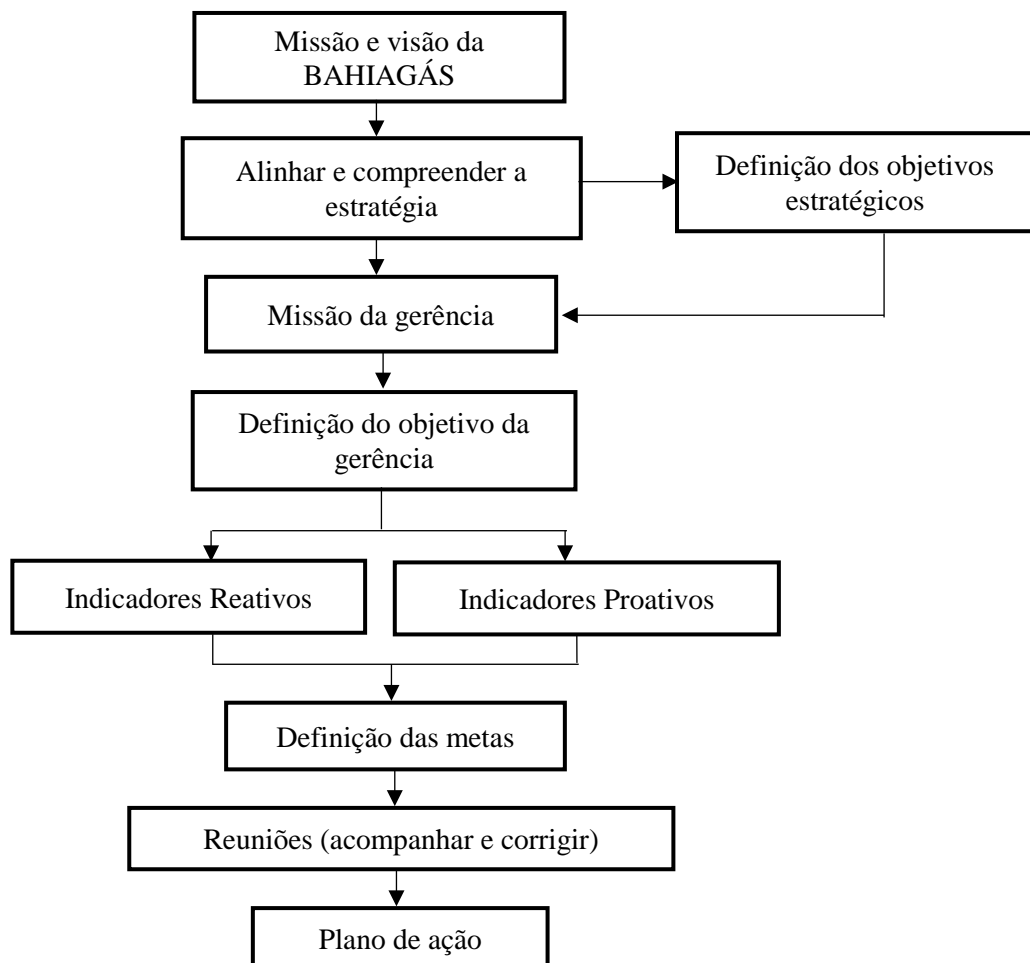 Missão e visão da
BAHIAGÁS
Alinhar e compreender a
estratégia
Definição dos objetivos
estratégicos
Missão da gerência
Definição do objetivo da
gerência
Indicadores Reativos
Indicadores Proativos
Definição das metas
Reuniões (acompanhar e corrigir)
Plano de ação